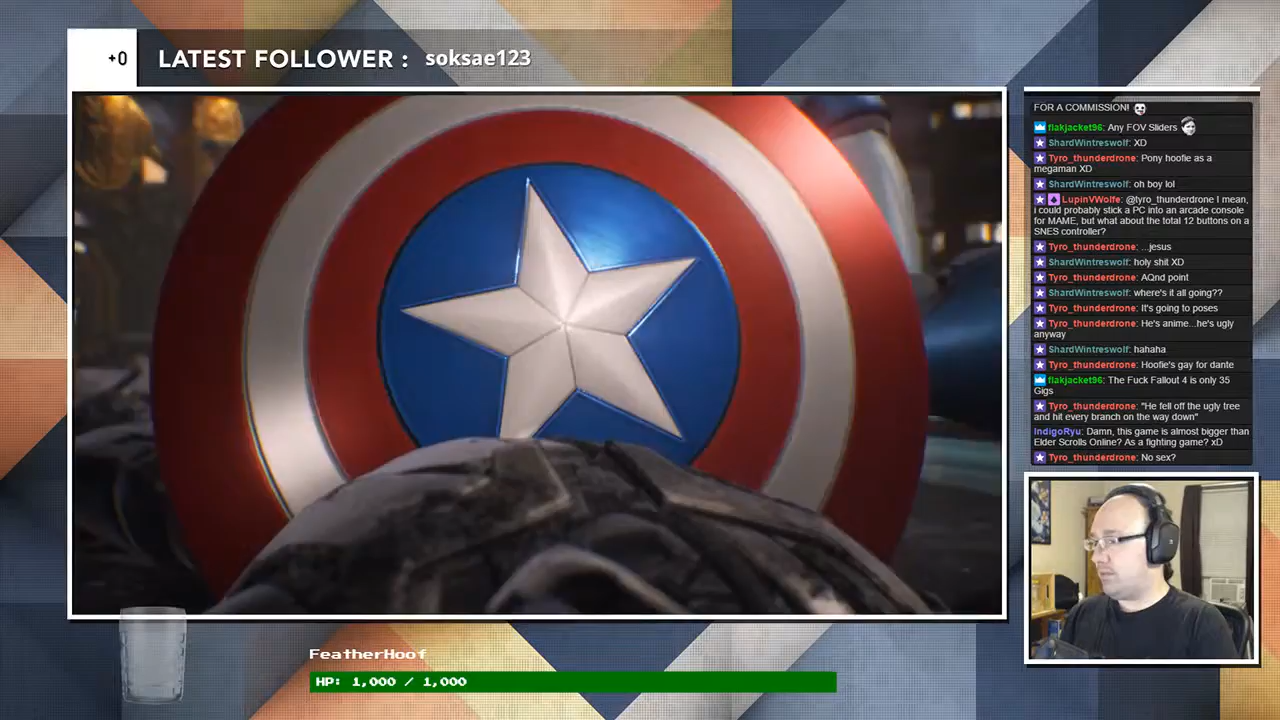 +0
LATEST FOLLOWER : soksae123
FOR A COMMISSION!
flakjacket96: Any FOV Sliders
ShardWintreswolf: XD
Tyro_thunderdrone: Pony hoofie as a
megaman XD
ShardWintreswolf: oh boy lol
LupinVWolfe: @tyro_thunderdrone I mean,
i could probably stick a PC into an arcade console
for MAME, but what about the total 12 buttons on a
SNES controller?
Tyro_thunderdrone: ...jesus
ShardWintreswolf: holy shit XD
Tyro_thunderdrone: AQnd point
ShardWintreswolf: where's it all going??
Tyro_thunderdrone: It's going to poses
Tyro_thunderdrone: He's anime...he's ugly
anyway
ShardWintreswolf: hahaha
Tyro_thunderdrone: Hoofie's gay for dante
flakjacket96: The Fuck Fallout 4 is only 35
Gigs
Tyro_thunderdrone: "He fell off the ugly tree
and hit every branch on the way down"
IndigoRyu: Damn, this game is almost bigger than
Elder Scrolls Online? As a fighting game? xD
Tyro_thunderdrone: No sex?
FeatherHoof
HP: 1,000 / 1,000